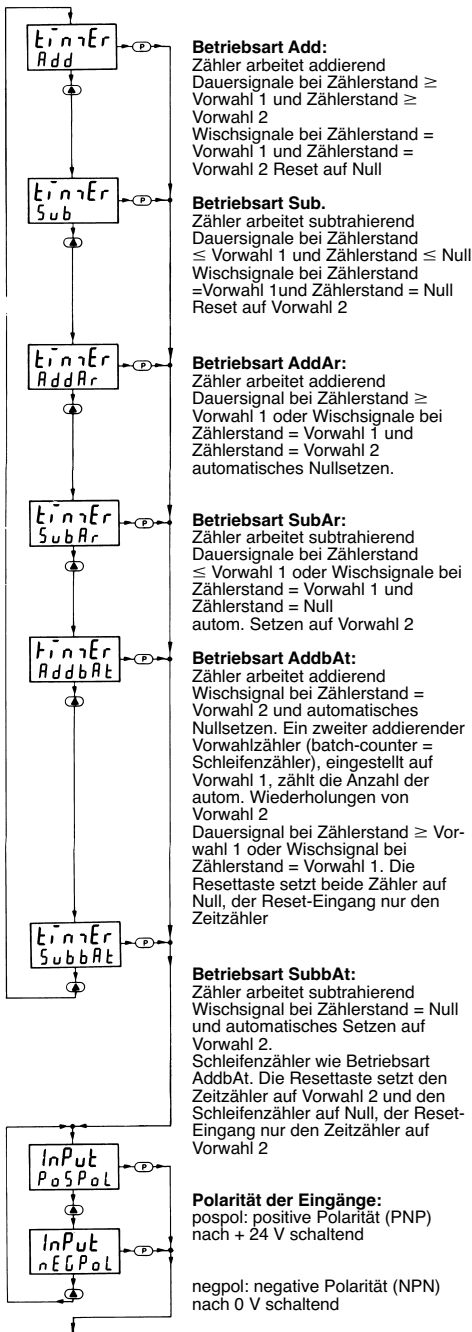 timEr
Add
P
Betriebsart Add:
Zähler arbeitet addierend
Dauersignale bei Zählerstand ≥
Vorwahl 1 und Zählerstand ≥
Vorwahl 2
Wischsignale bei Zählerstand =
Vorwahl 1 und Zählerstand =
Vorwahl 2 Reset auf Null
timEr
Sub
P
Betriebsart Sub.
Zähler arbeitet subtrahierend
Dauersignale bei Zählerstand
≤ Vorwahl 1 und Zählerstand ≤ Null
Wischsignale bei Zählerstand
=Vorwahl 1und Zählerstand = Null
Reset auf Vorwahl 2
timEr
AddAr
P
Betriebsart AddAr:
Zähler arbeitet addierend
Dauersignal bei Zählerstand ≥
Vorwahl 1 oder Wischsignale bei
Zählerstand = Vorwahl 1 und
Zählerstand = Vorwahl 2
automatisches Nullsetzen.
timEr
SubAr
P
Betriebsart SubAr:
Zähler arbeitet subtrahierend
Dauersignale bei Zählerstand
≤ Vorwahl 1 oder Wischsignale bei
Zählerstand = Vorwahl 1 und
Zählerstand = Null
autom. Setzen auf Vorwahl 2
timEr
AddbAt
P
Betriebsart AddbAt:
Zähler arbeitet addierend
Wischsignal bei Zählerstand =
Vorwahl 2 und automatisches
Nullsetzen. Ein zweiter addierender
Vorwahlzähler (batch-counter =
Schleifenzähler), eingestellt auf
Vorwahl 1, zählt die Anzahl der
autom. Wiederholungen von
Vorwahl 2
Dauersignal bei Zählerstand ≥ Vor-
wahl 1 oder Wischsignal bei
Zählerstand = Vorwahl 1. Die
Resettaste setzt beide Zähler auf
Null, der Reset-Eingang nur den
Zeitzähler
timEr
SubbAt
P
Betriebsart SubbAt:
Zähler arbeitet subtrahierend
Wischsignal bei Zählerstand = Null
und automatisches Setzen auf
Vorwahl 2.
Schleifenzähler wie Betriebsart
AddbAt. Die Resettaste setzt den
Zeitzähler auf Vorwahl 2 und den
Schleifenzähler auf Null, der Reset-
Eingang nur den Zeitzähler auf
Vorwahl 2
InPut
PoSPoL
P
Polarität der Eingänge:
pospol: positive Polarität (PNP)
nach + 24 V schaltend
InPut
nEGPoL
P
negpol: negative Polarität (NPN)
nach 0 V schaltend